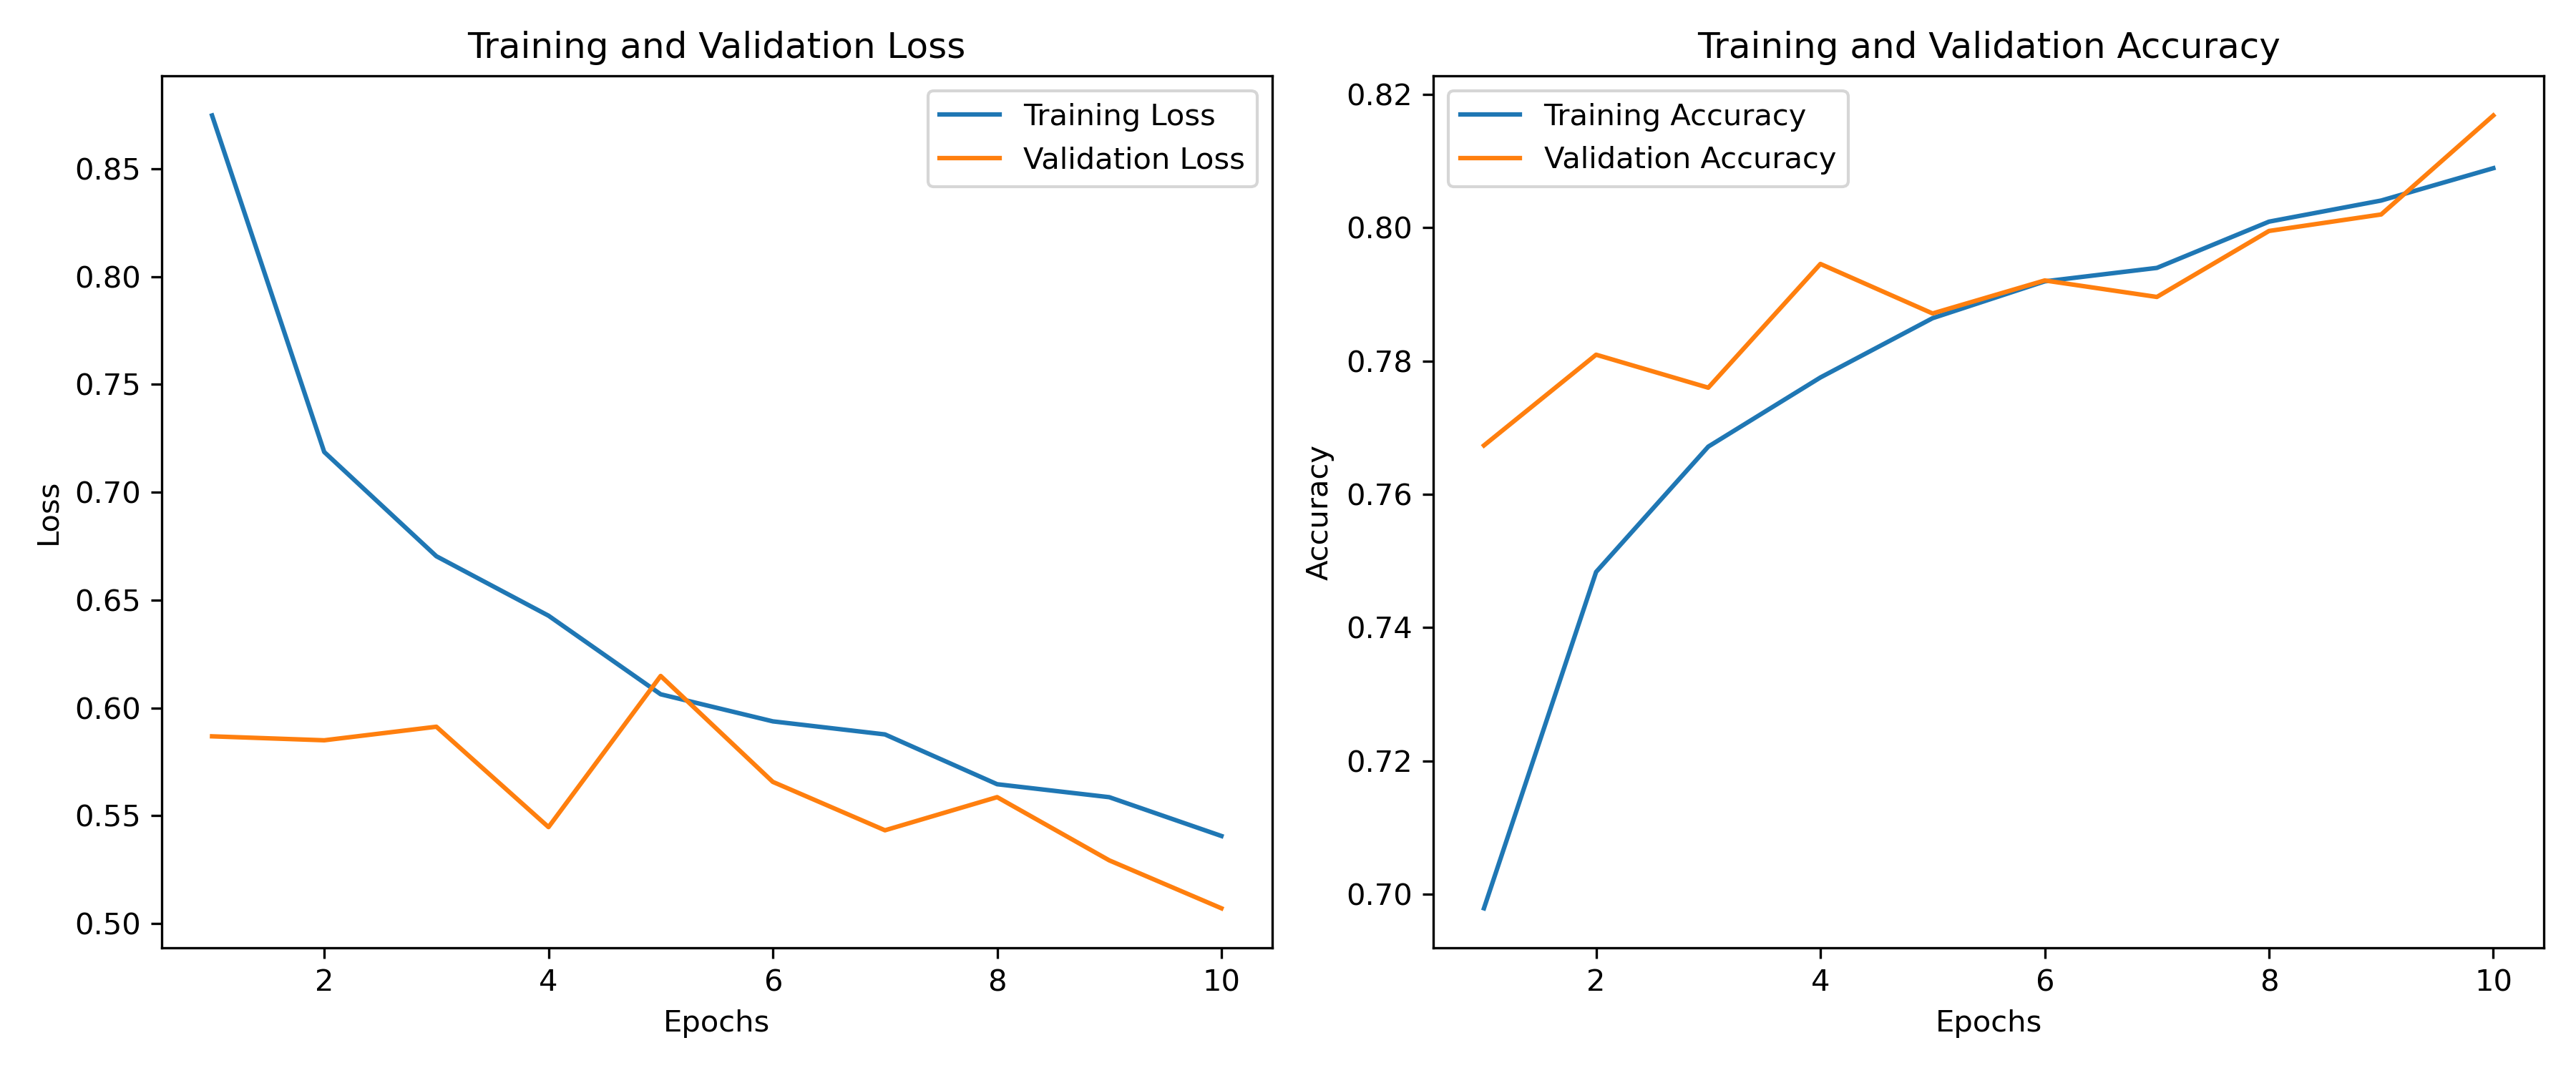 Training and Validation Loss
Training Loss
Validation Loss
0.85
0.80
0.75
0.70
0.65
0.60
0.55
0.50
Loss
2 4 6 8 10
Epochs
Training and Validation Accuracy
Training Accuracy
Validation Accuracy
0.82
0.80
0.78
0.76
0.74
0.72
0.70
Accuracy
2 4 6 8 10
Epochs